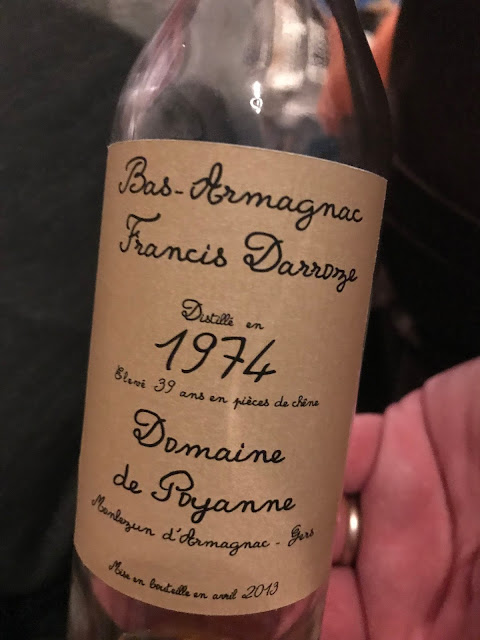 Bas-Armagnac
Francis Darroze
Distillé en
1974
Elevé 39 ans en pièces de chêne
Domaine
de Poyanne
Monlezun d'Armagnac - Gers
Mise en bouteille en avril 2013